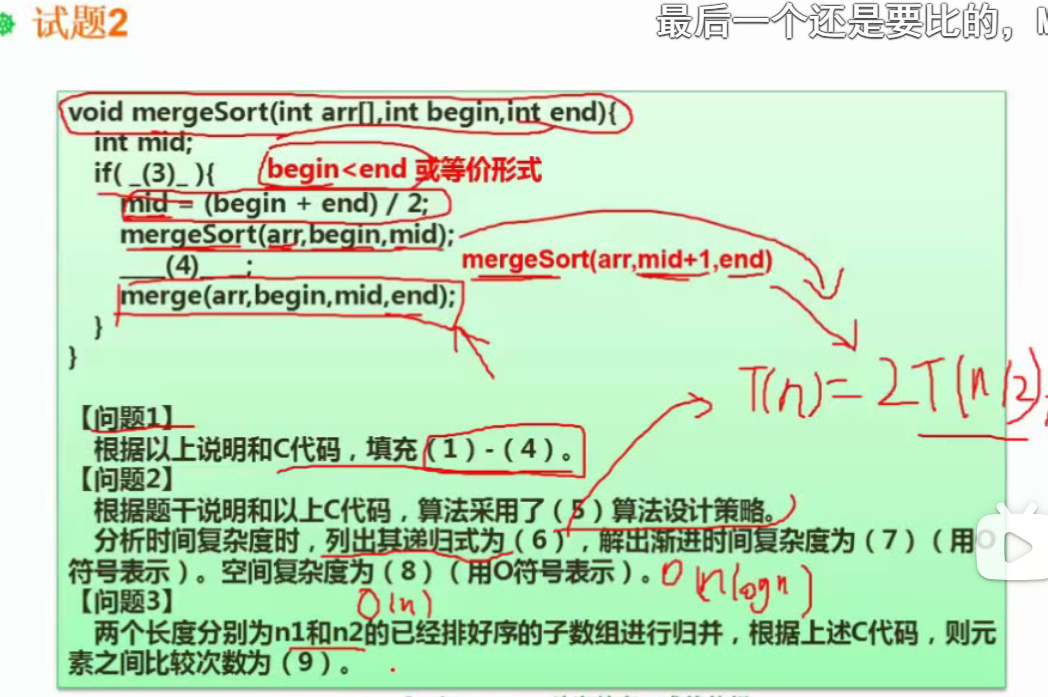 试题2
最后一个还是要比的，
void mergeSort(int arr[],int begin,int end){
int mid;
if( _(3)_ ){
begin<end 或等价形式
mid = (begin + end) / 2;
mergeSort(arr,begin,mid);
____(4)____;
mergeSort(arr,mid+1,end)
merge(arr,begin,mid,end);
}
}
T(n)= 2T(n/2)
【问题1】
根据以上说明和C代码，填充（1）-（4）。
【问题2】
根据题干说明和以上C代码，算法采用了（5）算法设计策略。
分析时间复杂度时，列出其递归式为（6），解出渐进时间复杂度为（7）（用O
符号表示）。空间复杂度为（8）（用O符号表示）。
O(nlogn)
【问题3】
O(n)
两个长度分别为n1和n2的已经排好序的子数组进行归并，根据上述C代码，则元
素之间比较次数为（9）。